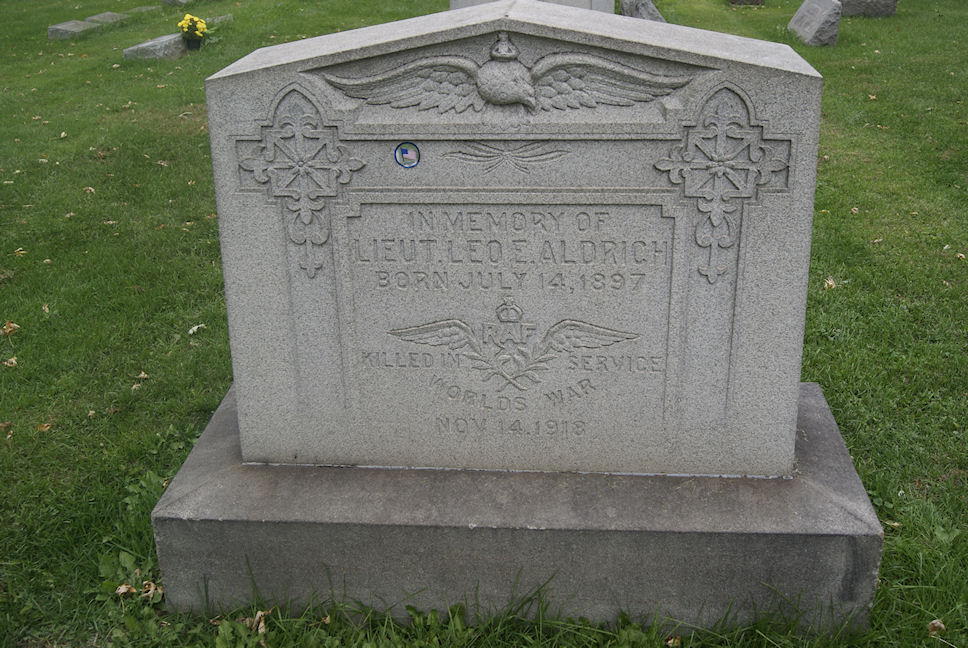 IN MEMORY OF
LIEUT. LEO E. ALDRICH
BORN JULY 14, 1897
RAF
KILLED IN SERVICE
WORLDS WAR
NOV 14. 1918